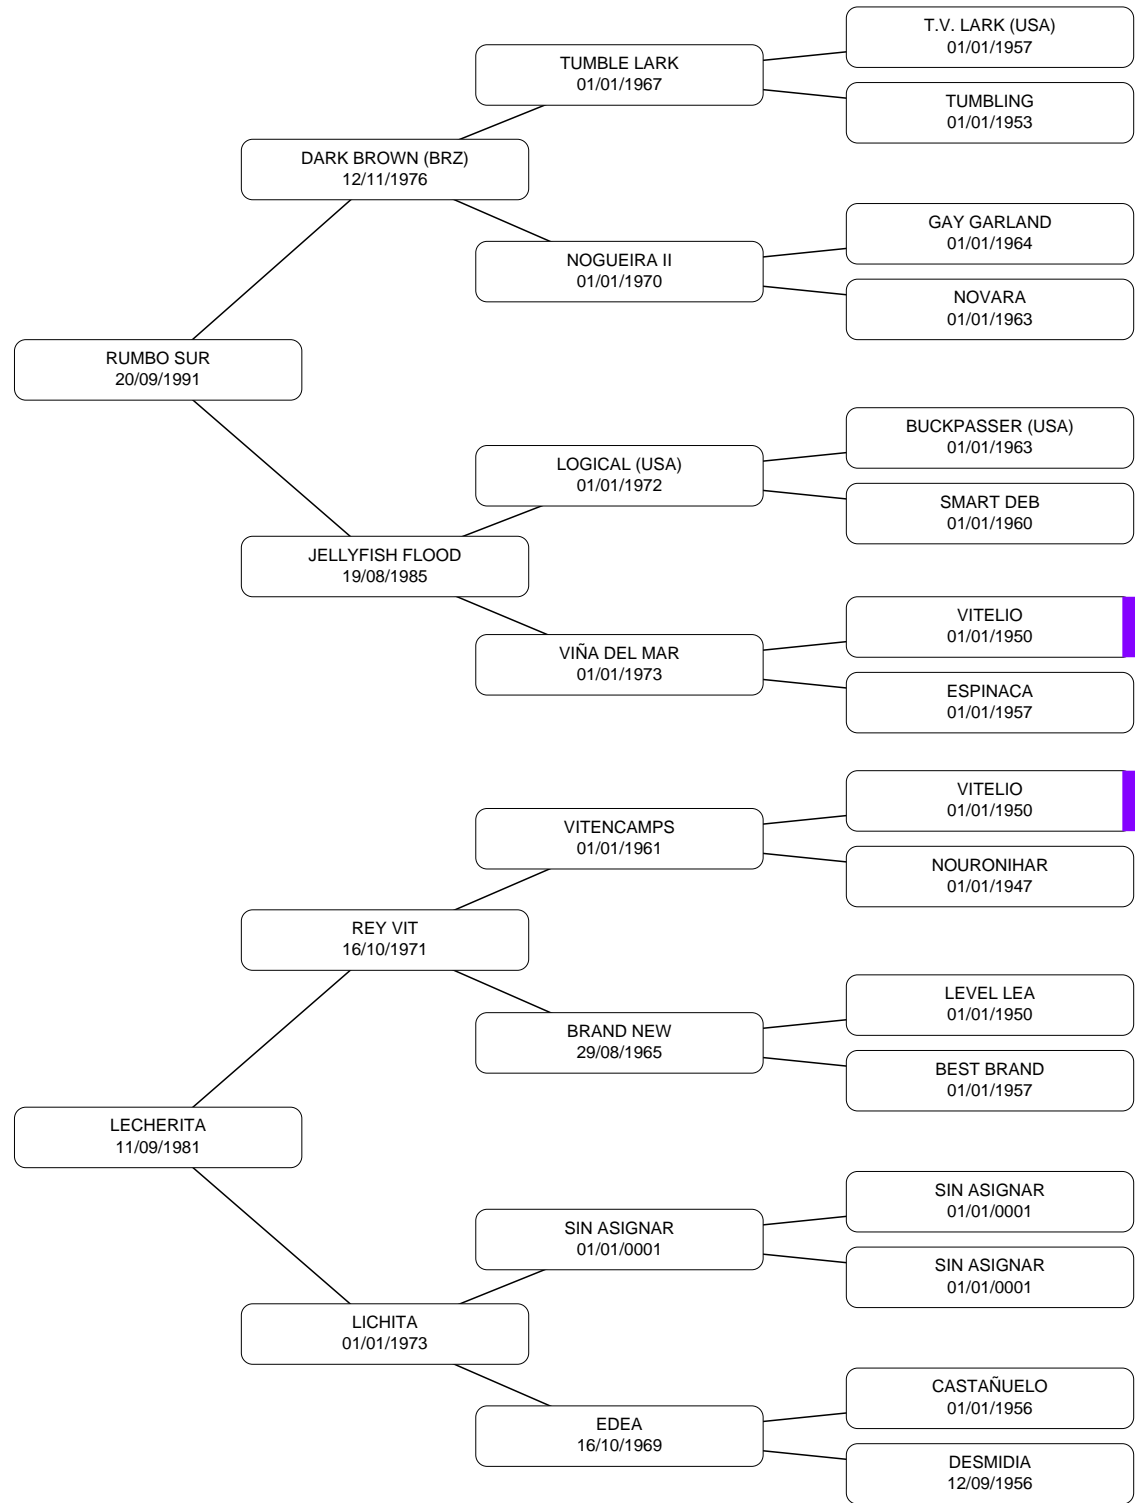 T.V. LARK (USA)
01/01/1957
TUMBLE LARK
01/01/1967
TUMBLING
01/01/1953
DARK BROWN (BRZ)
12/11/1976
GAY GARLAND
01/01/1964
NOGUEIRA II
01/01/1970
NOVARA
01/01/1963
RUMBO SUR
20/09/1991
BUCKPASSER (USA)
01/01/1963
LOGICAL (USA)
01/01/1972
SMART DEB
01/01/1960
JELLYFISH FLOOD
19/08/1985
VITELIO
01/01/1950
VIÑA DEL MAR
01/01/1973
ESPINACA
01/01/1957
VITELIO
01/01/1950
VITENCAMPS
01/01/1961
NOURONIHAR
01/01/1947
REY VIT
16/10/1971
LEVEL LEA
01/01/1950
BRAND NEW
29/08/1965
BEST BRAND
01/01/1957
LECHERITA
11/09/1981
SIN ASIGNAR
01/01/0001
SIN ASIGNAR
01/01/0001
SIN ASIGNAR
01/01/0001
LICHITA
01/01/1973
CASTAÑUELO
01/01/1956
EDEA
16/10/1969
DESMIDIA
12/09/1956